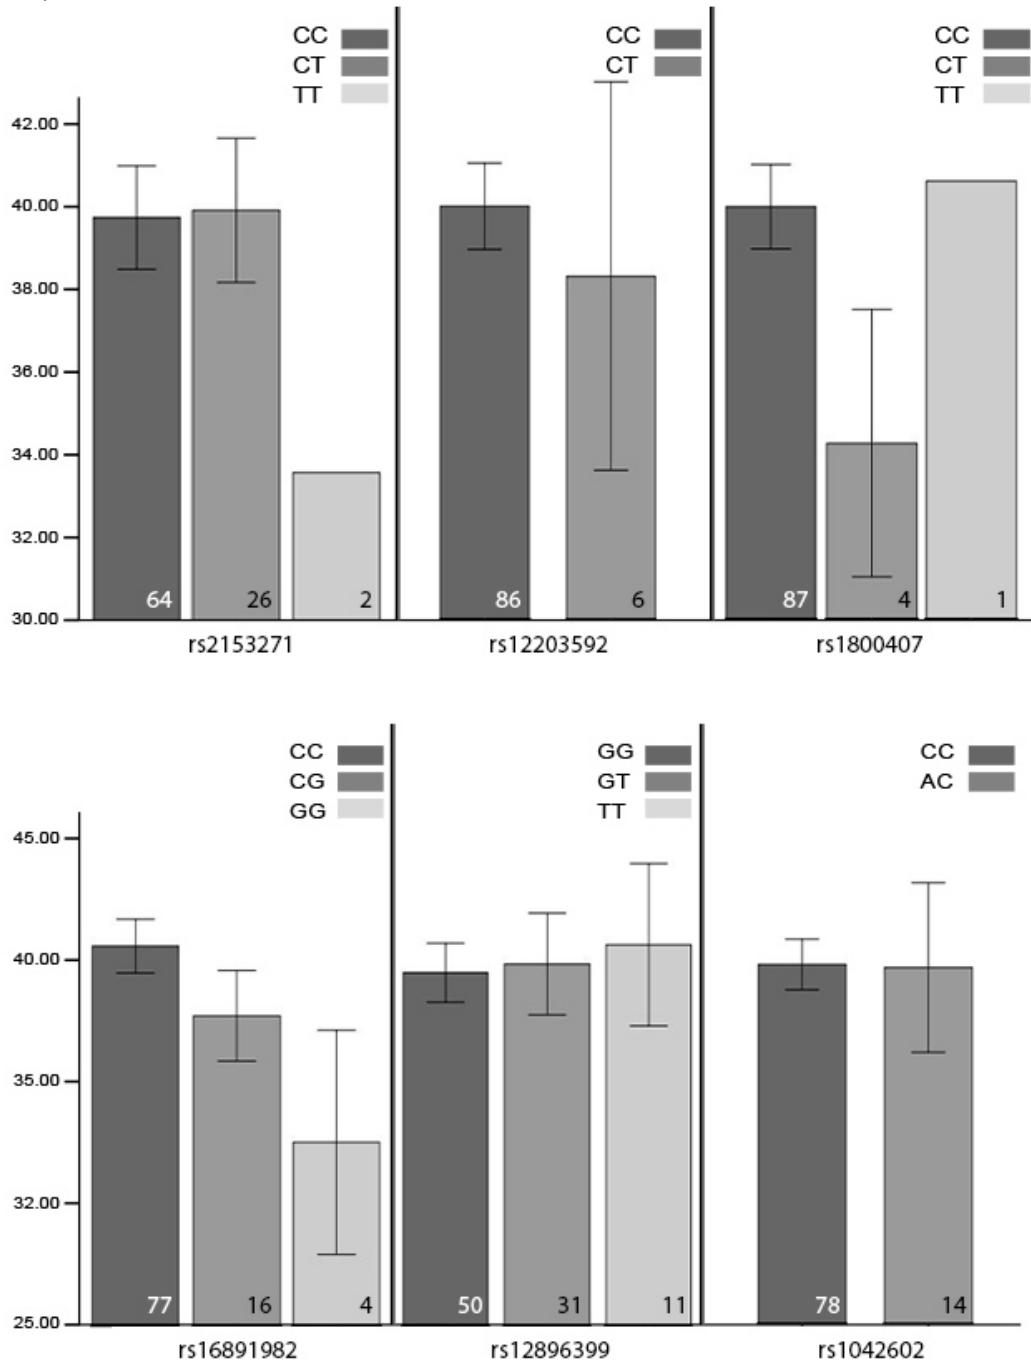 CC CC CC
CT CT CT
TT TT
42.00
40.00
38.00
36.00
34.00
32.00
30.00
64 26 2 86 6 87 4 1
rs2153271 rs12203592 rs1800407
CC GG CC
CG GT AC
GG TT
45.00
40.00
35.00
32.00
25.00
77 16 4 50 31 11 78 14
rs16891982 rs12896399 rs1042602